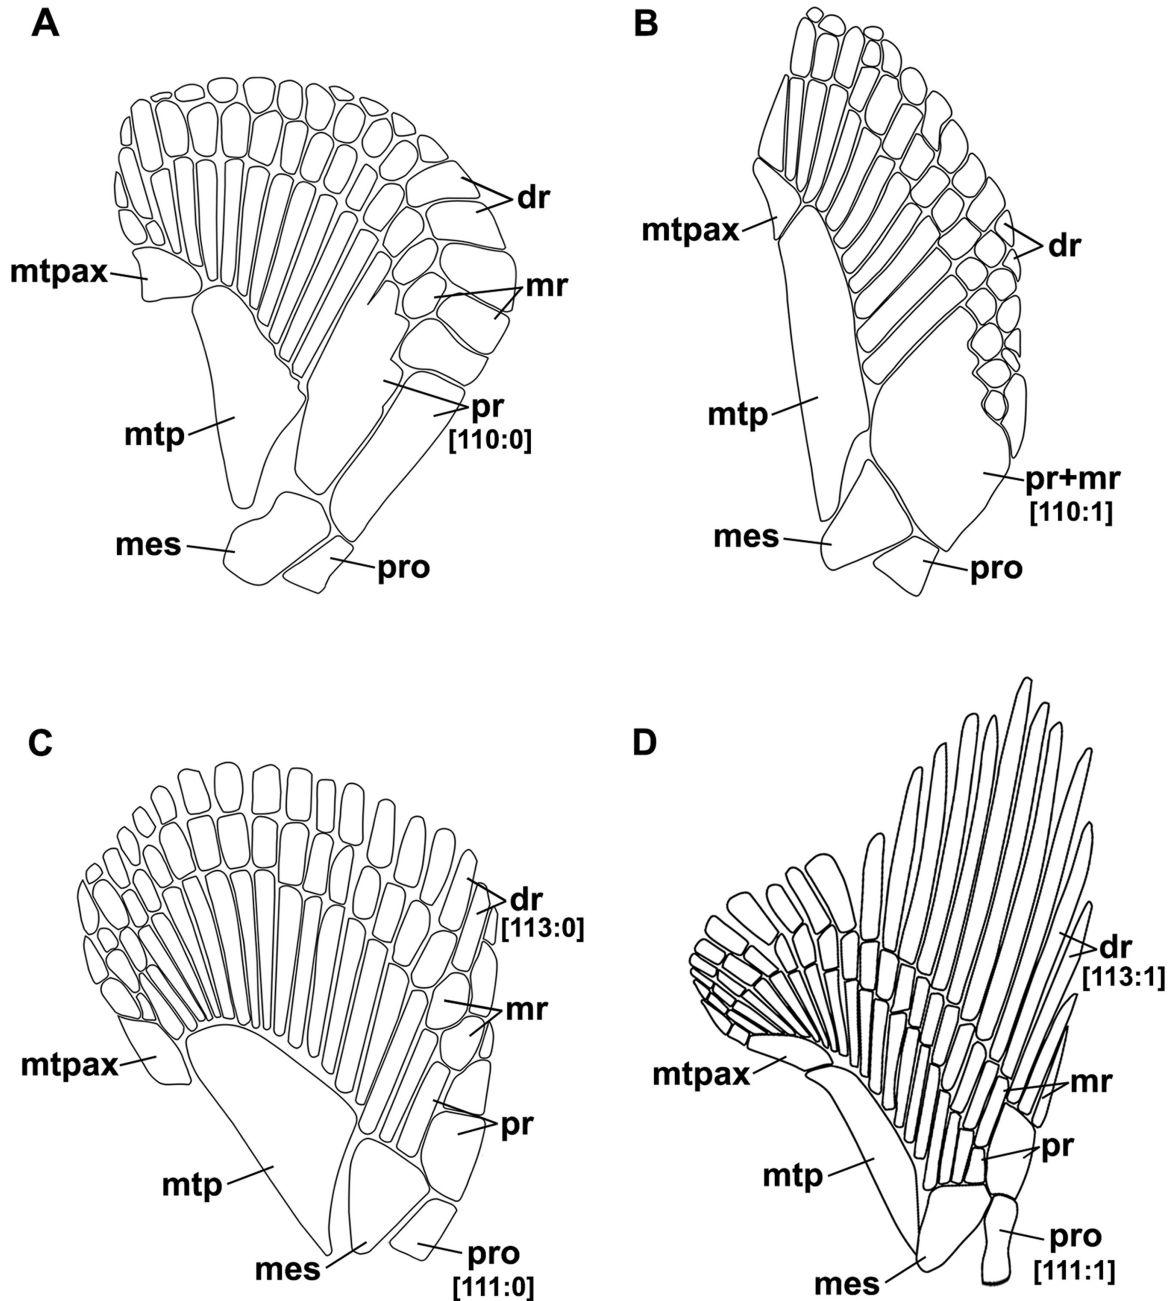 A
dr
mtpax
mr
pr
[110:0]
mtp
mes
pro
B
mtpax
dr
mtp
pr+mr
[110:1]
mes
pro
C
dr
[113:0]
mr
mtpax
pr
mtp
pro
mes
[111:0]
D
dr
[113:1]
mtpax
mr
pr
mtp
pro
[111:1]
mes